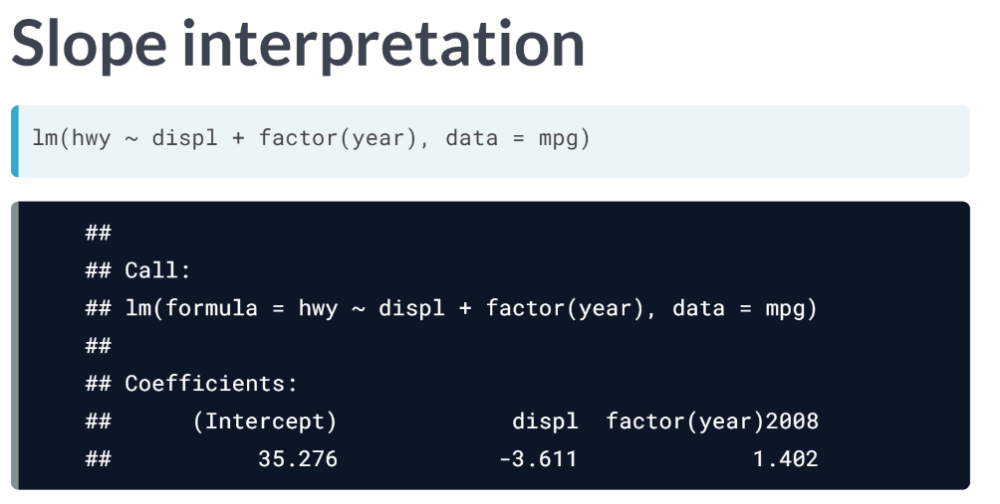 Slope interpretation
lm(hwy ~ displ + factor(year), data = mpg)
##
## Call:
## lm(formula = hwy ~ displ + factor(year), data = mpg)
##
## Coefficients:
##      (Intercept)             displ  factor(year)2008
##           35.276            -3.611             1.402